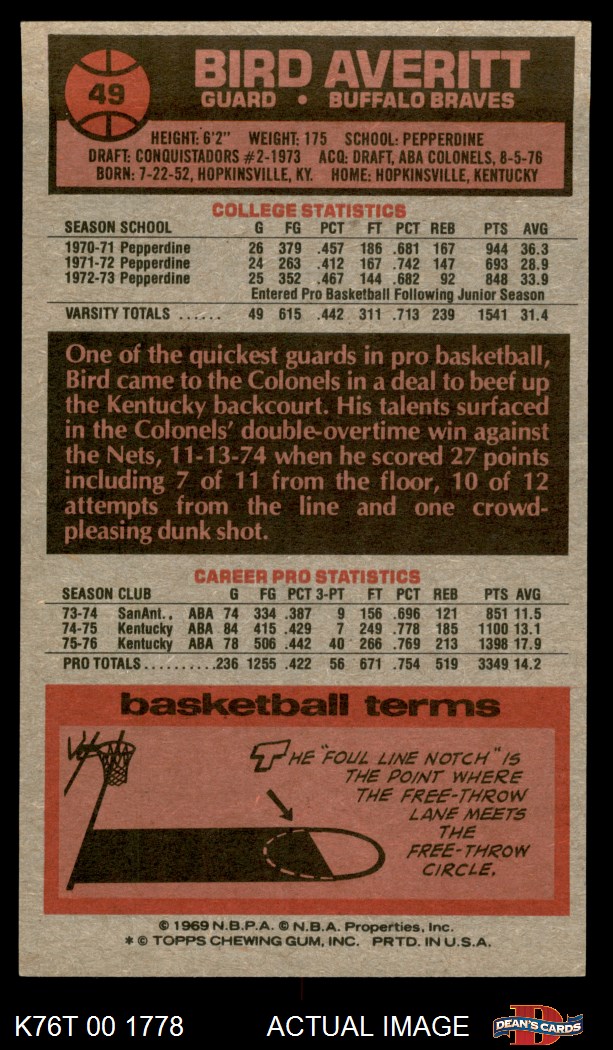 49
BIRD AVERITT
GUARD • BUFFALO BRAVES
HEIGHT: 6'2" WEIGHT: 175 SCHOOL: PEPPERDINE
DRAFT: CONQUISTADORS #2-1973 ACQ: DRAFT, ABA COLONELS, 8-5-76
BORN: 7-22-52, HOPKINSVILLE, KY. HOME: HOPKINSVILLE, KENTUCKY
COLLEGE STATISTICS
SEASON SCHOOL G FG PCT FT PCT REB PTS AVG
1970-71 Pepperdine 26 379 .457 186 .681 167 944 36.3
1971-72 Pepperdine 24 263 .412 167 .742 147 693 28.9
1972-73 Pepperdine 25 352 .467 144 .682 92 848 33.9
Entered Pro Basketball Following Junior Season
VARSITY TOTALS ...... 49 615 .442 311 .713 239 1541 31.4
One of the quickest guards in pro basketball,
Bird came to the Colonels in a deal to beef up
the Kentucky backcourt. His talents surfaced
in the Colonels' double-overtime win against
the Nets, 11-13-74 when he scored 27 points
including 7 of 11 from the floor, 10 of 12
attempts from the line and one crowd-
pleasing dunk shot.
CAREER PRO STATISTICS
SEASON CLUB G FG PCT 3-PT FT PCT REB PTS AVG
73-74 SanAnt., ABA 74 334 .387 9 156 .696 121 851 11.5
74-75 Kentucky ABA 84 415 .429 7 249 .778 185 1100 13.1
75-76 Kentucky ABA 78 506 .442 40 266 .769 213 1398 17.9
PRO TOTALS..........236 1255 .422 56 671 .754 519 3349 14.2
basketball terms
THE "FOUL LINE NOTCH" IS
THE POINT WHERE
THE FREE-THROW
LANE MEETS
THE
FREE-THROW
CIRCLE.
© 1969 N.B.P.A. © N.B.A. Properties, Inc.
* © TOPPS CHEWING GUM, INC. PRTD. IN U.S.A.
K76T 00 1778 ACTUAL IMAGE
D
DEAN'S CARDS